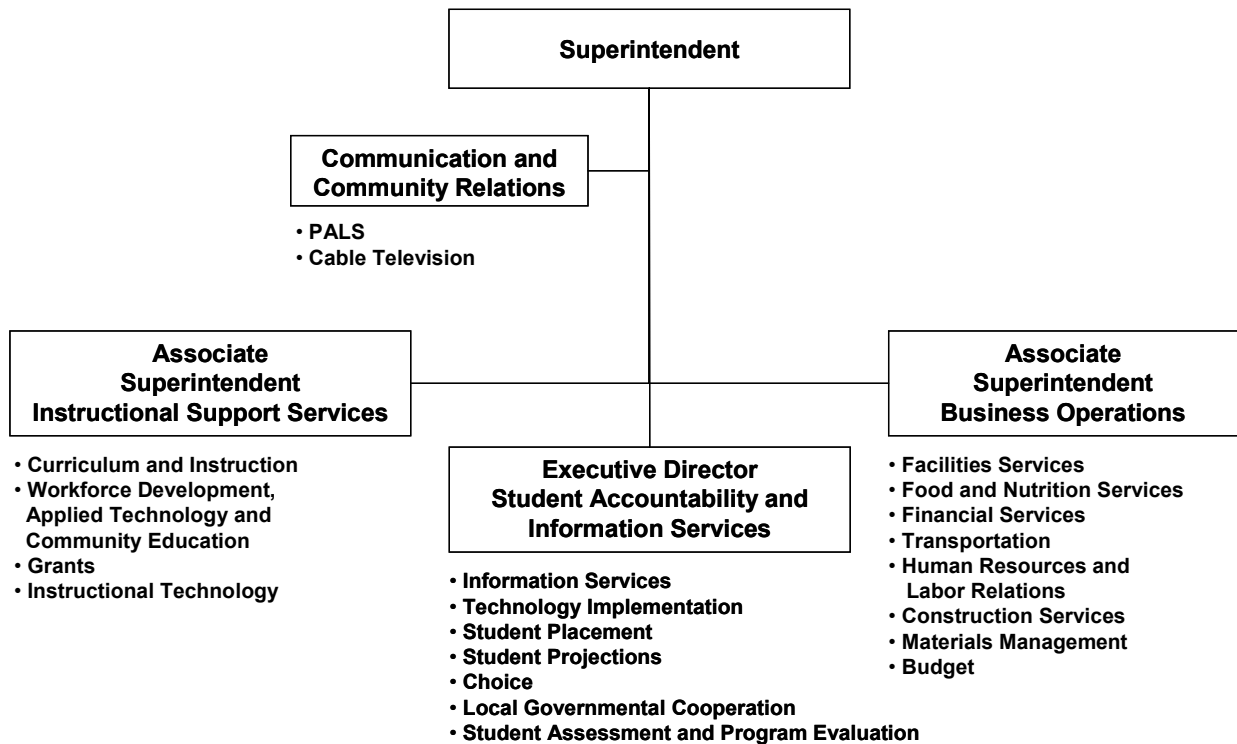 Superintendent
Communication and
Community Relations
• PALS
• Cable Television
Associate
Superintendent
Instructional Support Services
• Curriculum and Instruction
• Workforce Development,
Applied Technology and
Community Education
• Grants
• Instructional Technology
Executive Director
Student Accountability and
Information Services
• Information Services
• Technology Implementation
• Student Placement
• Student Projections
• Choice
• Local Governmental Cooperation
• Student Assessment and Program Evaluation
Associate
Superintendent
Business Operations
• Facilities Services
• Food and Nutrition Services
• Financial Services
• Transportation
• Human Resources and
Labor Relations
• Construction Services
• Materials Management
• Budget